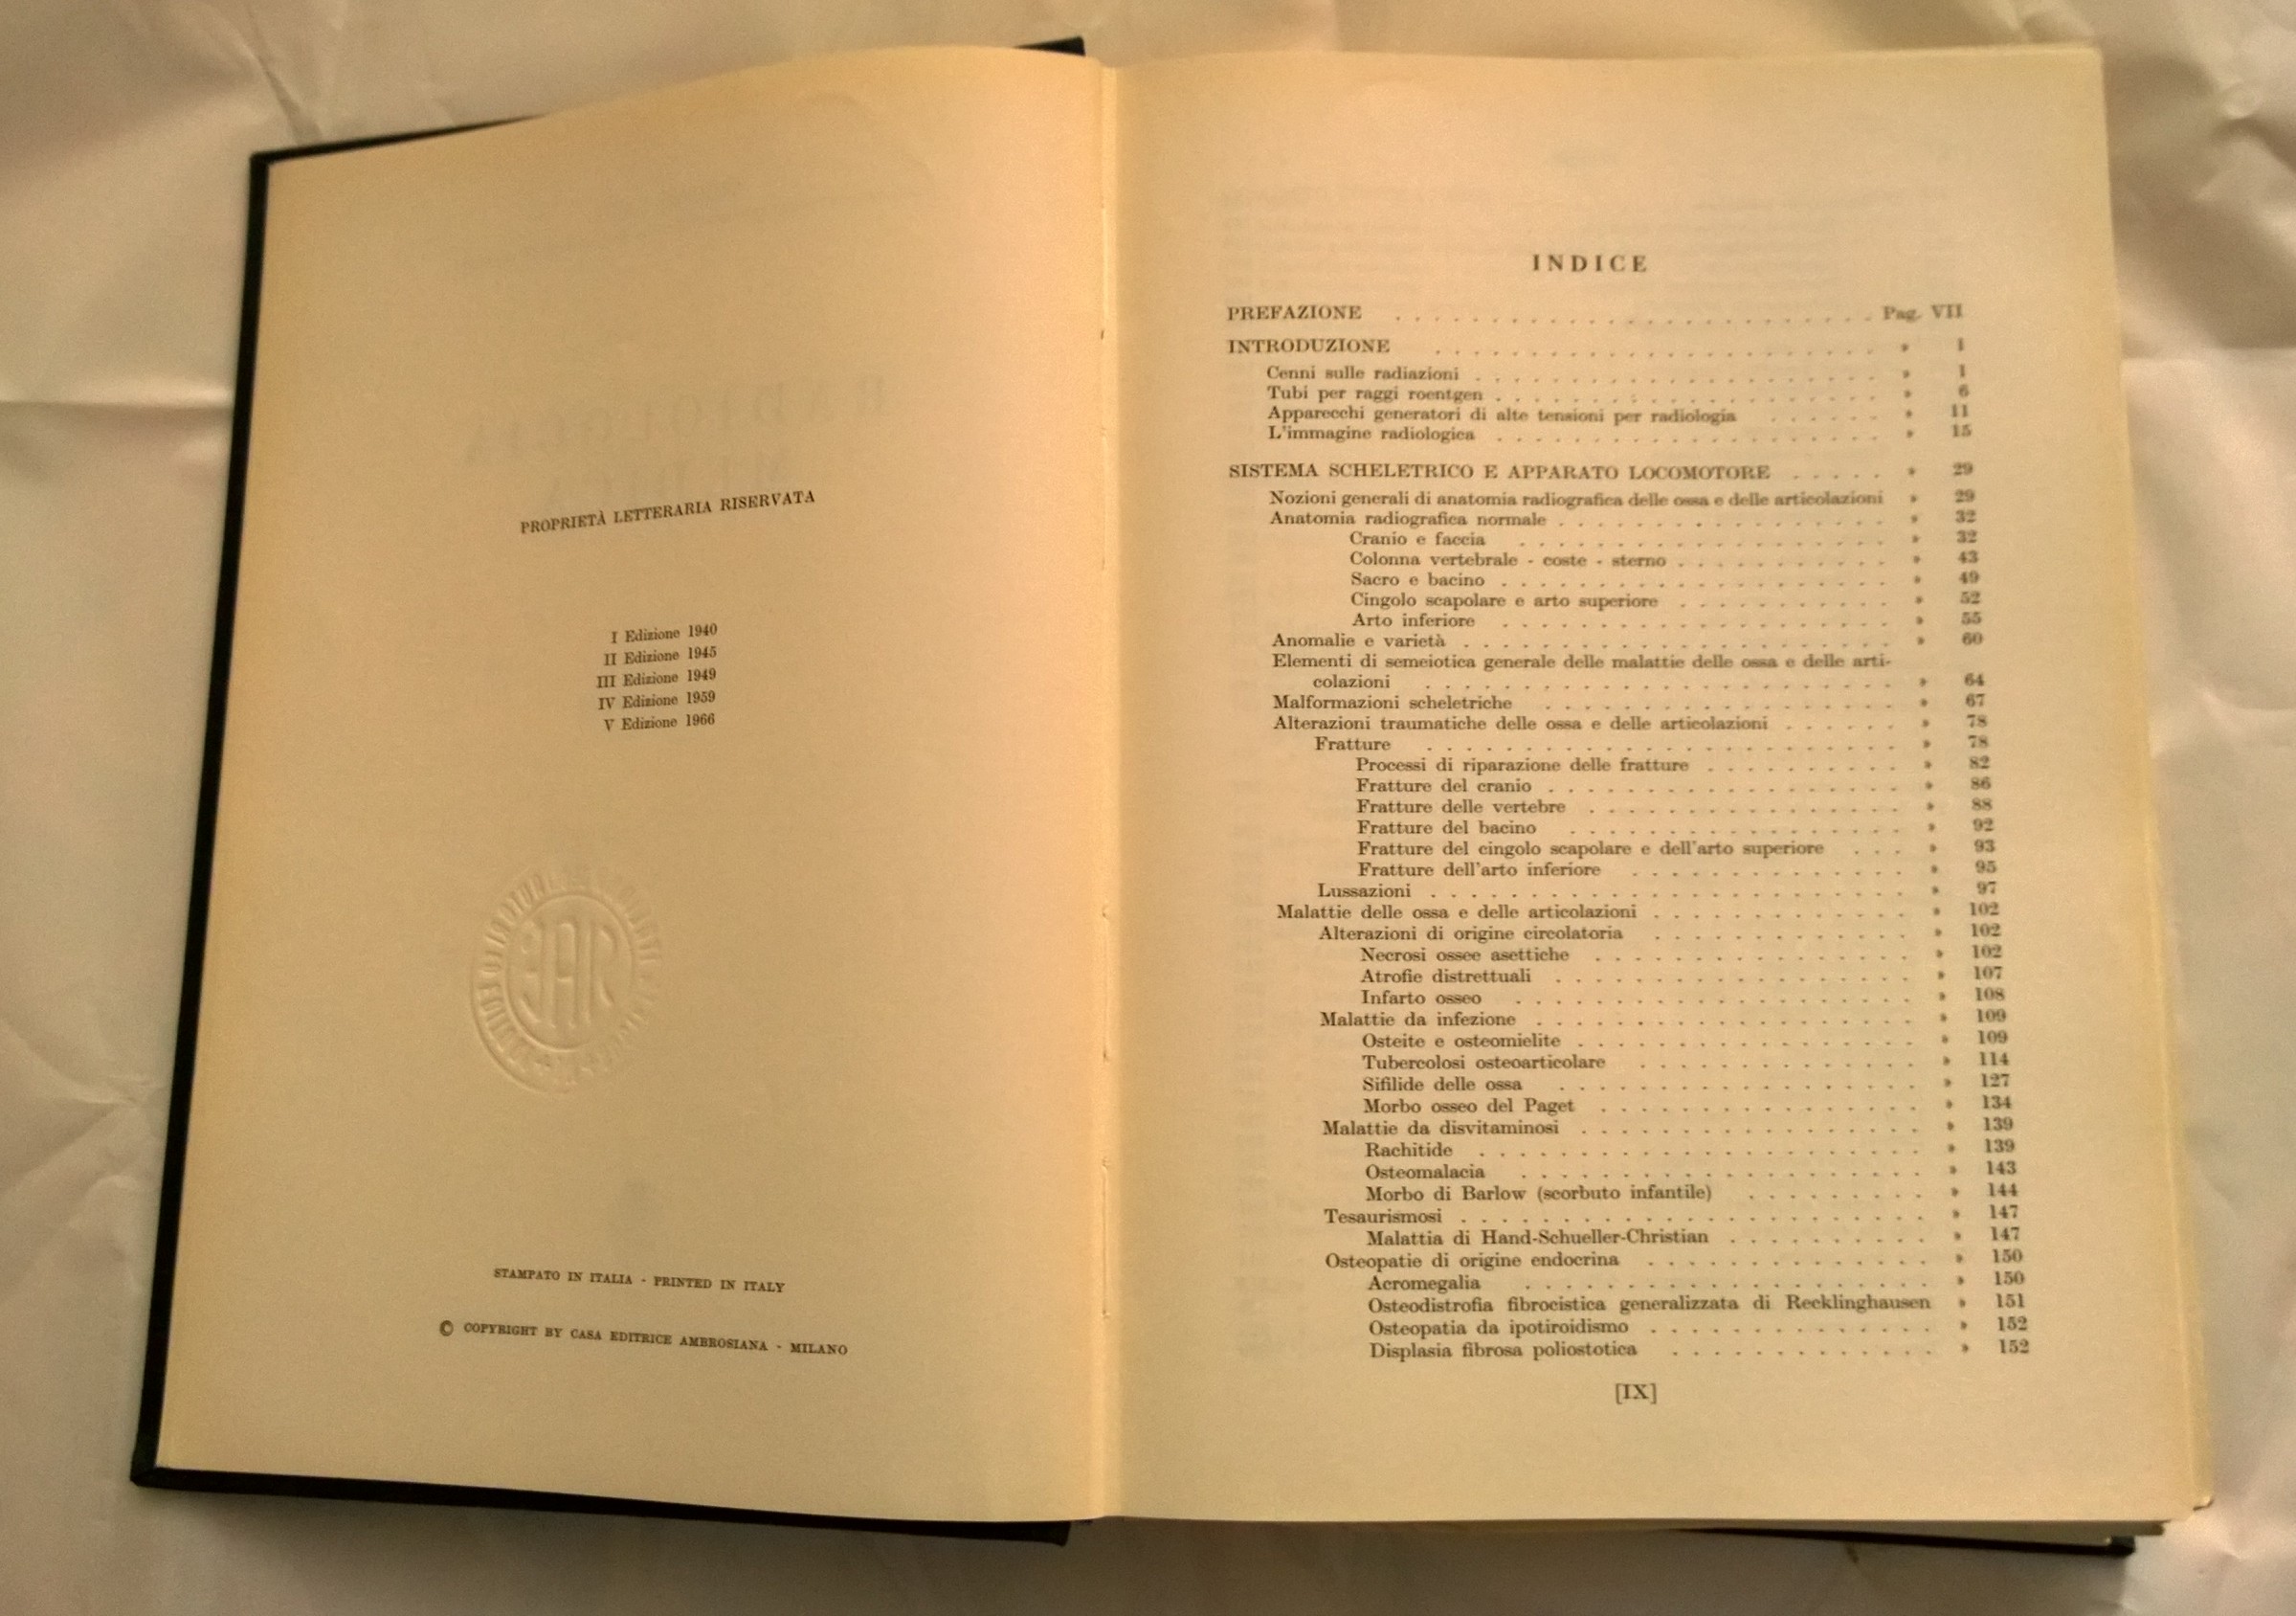 PROPRIETÀ LETTERARIA RISERVATA
I Edizione 1940
II Edizione 1945
III Edizione 1949
IV Edizione 1959
V Edizione 1966
STAMPATO IN ITALIA - PRINTED IN ITALY
© COPYRIGHT BY CASA EDITRICE AMBROSIANA - MILANO
INDICE
PREFAZIONE . . . . . . . . . . Pag. VII
INTRODUZIONE . . . . . . . . . . » 1
Cenni sulle radiazioni . . . . . . . . . . » 1
Tubi per raggi roentgen . . . . . . . . . . » 6
Apparecchi generatori di alte tensioni per radiologia . . . . . . » 11
L'immagine radiologica . . . . . . . . . . » 15
SISTEMA SCHELETRICO E APPARATO LOCOMOTORE . . . . . » 29
Nozioni generali di anatomia radiografica delle ossa e delle articolazioni » 29
Anatomia radiografica normale . . . . . . . . . . » 32
Cranio e faccia . . . . . . . . . . » 32
Colonna vertebrale - coste - sterno . . . . . . . . . . » 43
Sacro e bacino . . . . . . . . . . » 49
Cingolo scapolare e arto superiore . . . . . . . . . . » 52
Arto inferiore . . . . . . . . . . » 55
Anomalie e varietà . . . . . . . . . . » 60
Elementi di semeiotica generale delle malattie delle ossa e delle arti-
colazioni . . . . . . . . . . » 64
Malformazioni scheletriche . . . . . . . . . . » 67
Alterazioni traumatiche delle ossa e delle articolazioni . . . . . . » 78
Fratture . . . . . . . . . . » 78
Processi di riparazione delle fratture . . . . . . . . . . » 82
Fratture del cranio . . . . . . . . . . » 86
Fratture delle vertebre . . . . . . . . . . » 88
Fratture del bacino . . . . . . . . . . » 92
Fratture del cingolo scapolare e dell'arto superiore . . . » 93
Fratture dell'arto inferiore . . . . . . . . . . » 95
Lussazioni . . . . . . . . . . » 97
Malattie delle ossa e delle articolazioni . . . . . . . . . . » 102
Alterazioni di origine circolatoria . . . . . . . . . . » 102
Necrosi ossee asettiche . . . . . . . . . . » 102
Atrofie distrettuali . . . . . . . . . . » 107
Infarto osseo . . . . . . . . . . » 108
Malattie da infezione . . . . . . . . . . » 109
Osteite e osteomielite . . . . . . . . . . » 109
Tubercolosi osteoarticolare . . . . . . . . . . » 114
Sifilide delle ossa . . . . . . . . . . » 127
Morbo osseo del Paget . . . . . . . . . . » 134
Malattie da disvitaminosi . . . . . . . . . . » 139
Rachitide . . . . . . . . . . » 139
Osteomalacia . . . . . . . . . . » 143
Morbo di Barlow (scorbuto infantile) . . . . . . . . . . » 144
Tesaurismosi . . . . . . . . . . » 147
Malattia di Hand-Schueller-Christian . . . . . . . . . . » 147
Osteopatie di origine endocrina . . . . . . . . . . » 150
Acromegalia . . . . . . . . . . » 150
Osteodistrofia fibrocistica generalizzata di Recklinghausen » 151
Osteopatia da ipotiroidismo . . . . . . . . . . » 152
Displasia fibrosa poliostotica . . . . . . . . . . » 152
[IX]